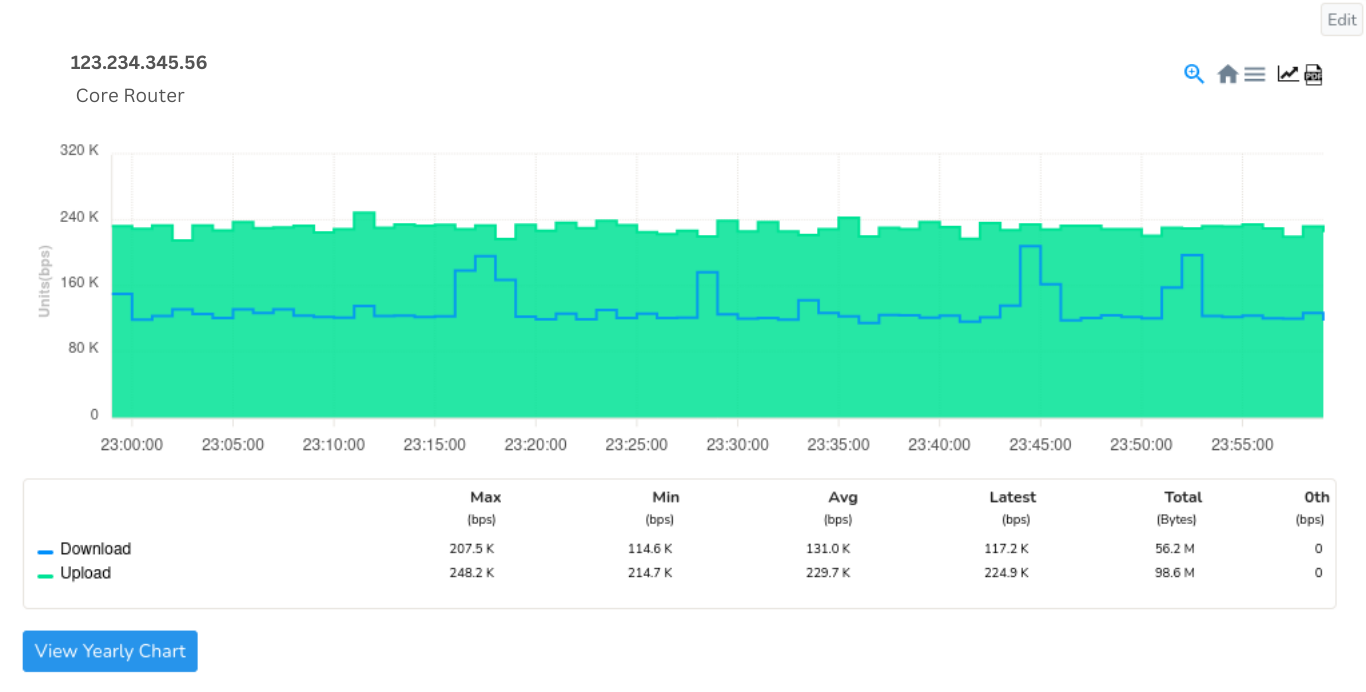 Edit
123.234.345.56
Core Router
PDF
320 K
240 K
160 K
80 K
0
Units(bps)
23:00:00 23:05:00 23:10:00 23:15:00 23:20:00 23:25:00 23:30:00 23:35:00 23:40:00 23:45:00 23:50:00 23:55:00
Max Min Avg Latest Total 0th
(bps) (bps) (bps) (bps) (Bytes) (bps)
Download 207.5 K 114.6 K 131.0 K 117.2 K 56.2 M 0
Upload 248.2 K 214.7 K 229.7 K 224.9 K 98.6 M 0
View Yearly Chart